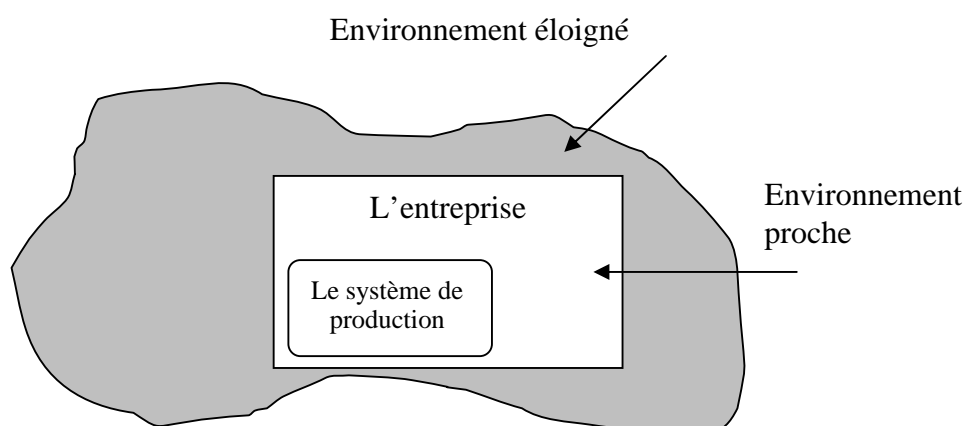 Environnement éloigné
L’entreprise
Environnement
proche
Le système de
production